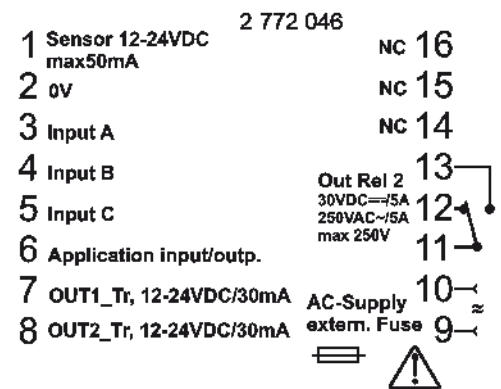 2 772 046
1 Sensor 12-24VDC
max50mA
2 0V
3 Input A
4 Input B
5 Input C
6 Application input/outp.
7 OUT1_Tr, 12-24VDC/30mA
8 OUT2_Tr, 12-24VDC/30mA
NC 16
NC 15
NC 14
13
Out Rel 2
30VDC⎓/5A
250VAC~/5A
max 250V
12
11
10
AC-Supply
≈
extern. Fuse 9